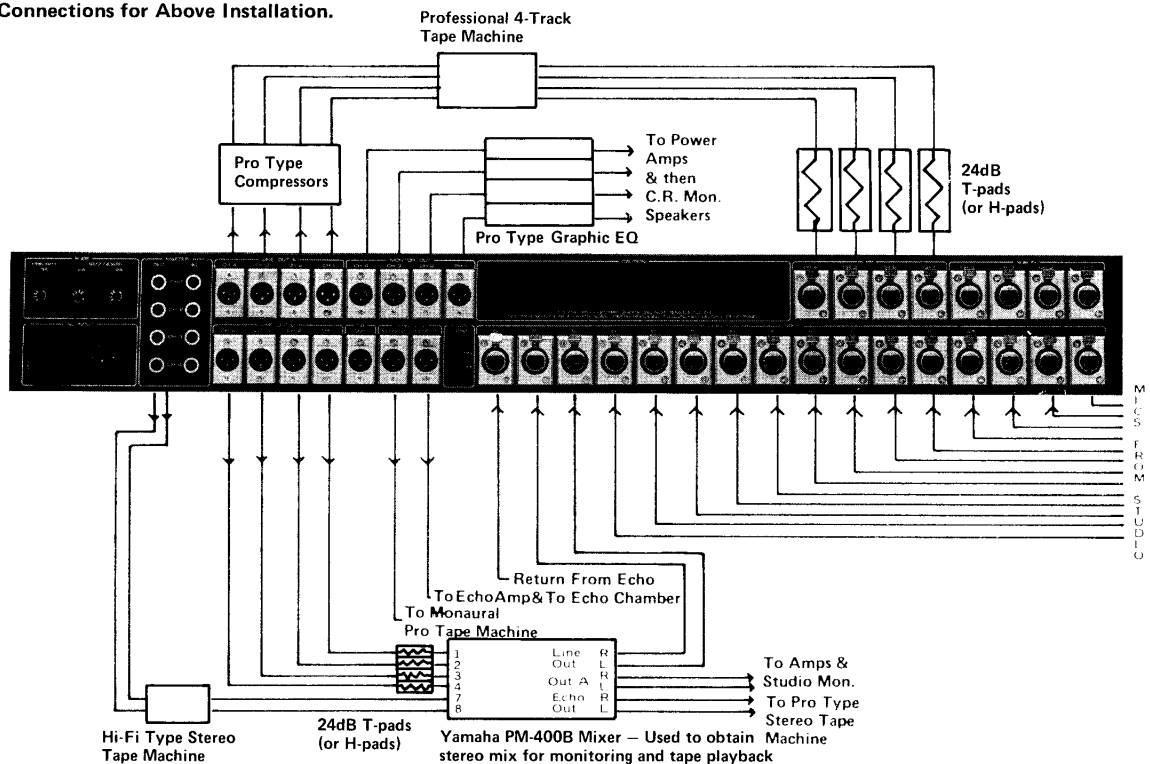 Connections for Above Installation.
Professional 4-Track
Tape Machine
Pro Type
Compressors
To Power
Amps
& then
C.R. Mon.
Speakers
Pro Type Graphic EQ
24dB
T-pads
(or H-pads)
MICS FROM STUDIO
Return From Echo
To Echo Amp & To Echo Chamber
To Monaural
Pro Tape Machine
1
2
3
4
7
8
Line R
Out L
Out A R
L
Echo R
Out L
To Amps &
Studio Mon.
To Pro Type
Stereo Tape
Machine
Hi-Fi Type Stereo
Tape Machine
24dB T-pads
(or H-pads)
Yamaha PM-400B Mixer — Used to obtain
stereo mix for monitoring and tape playback